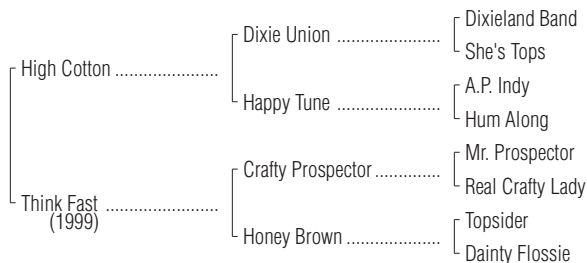 Dixieland Band
Dixie Union ........................
She's Tops
High Cotton ........................
A.P. Indy
Happy Tune ........................
Hum Along
Mr. Prospector
Crafty Prospector ...............
Real Crafty Lady
Think Fast ..........................
(1999)
Topsider
Honey Brown ......................
Dainty Flossie